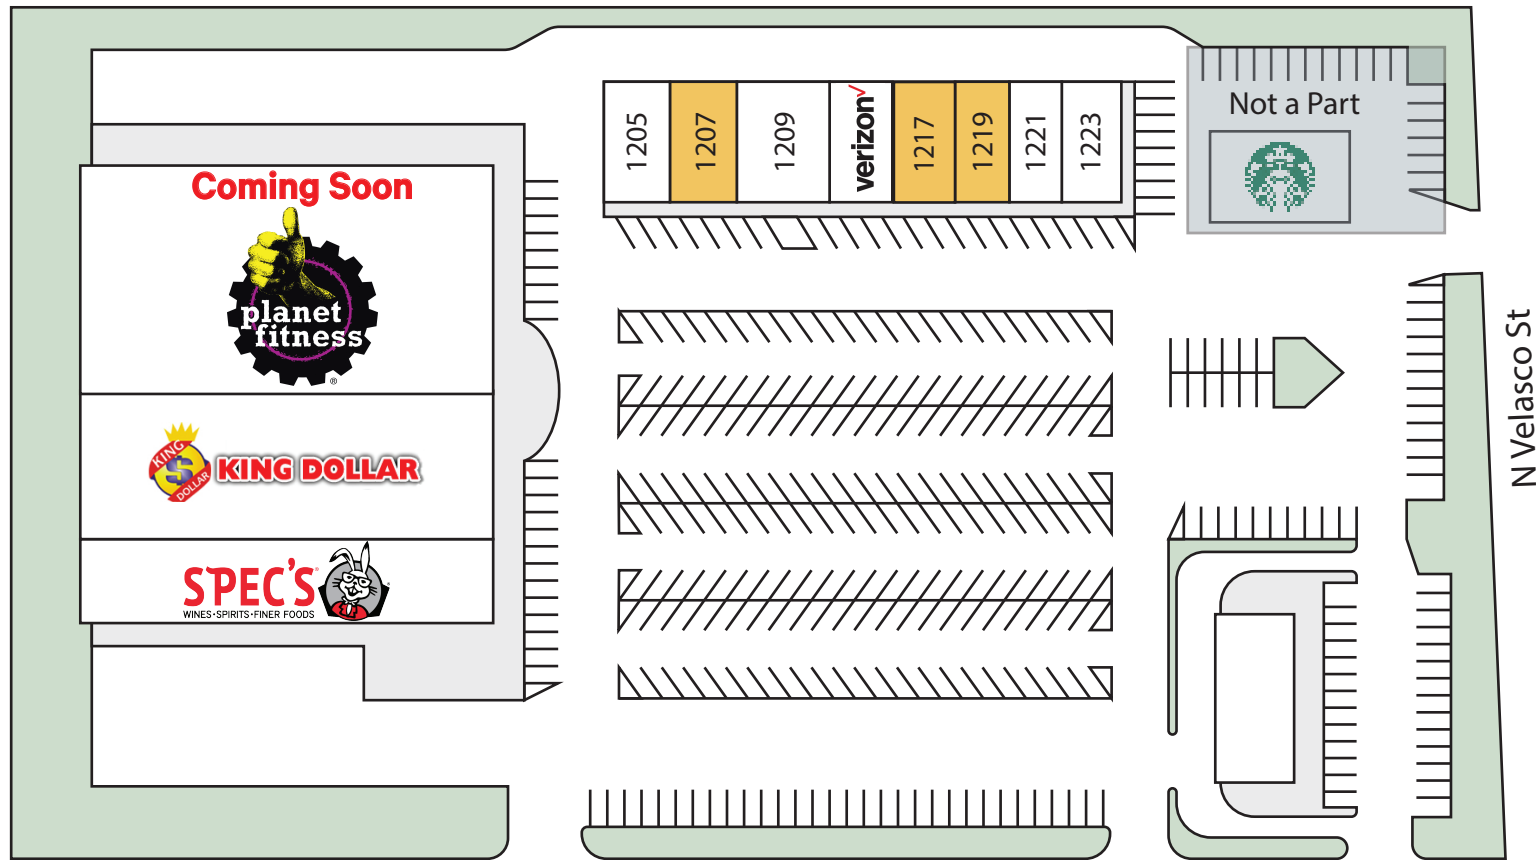 Coming Soon
planet
fitness
®
KING
$
DOLLAR
KING DOLLAR
SPEC'S
WINES·SPIRITS·FINER FOODS
1205
1207
1209
verizon✓
1217
1219
1221
1223
Not a Part
N Velasco St